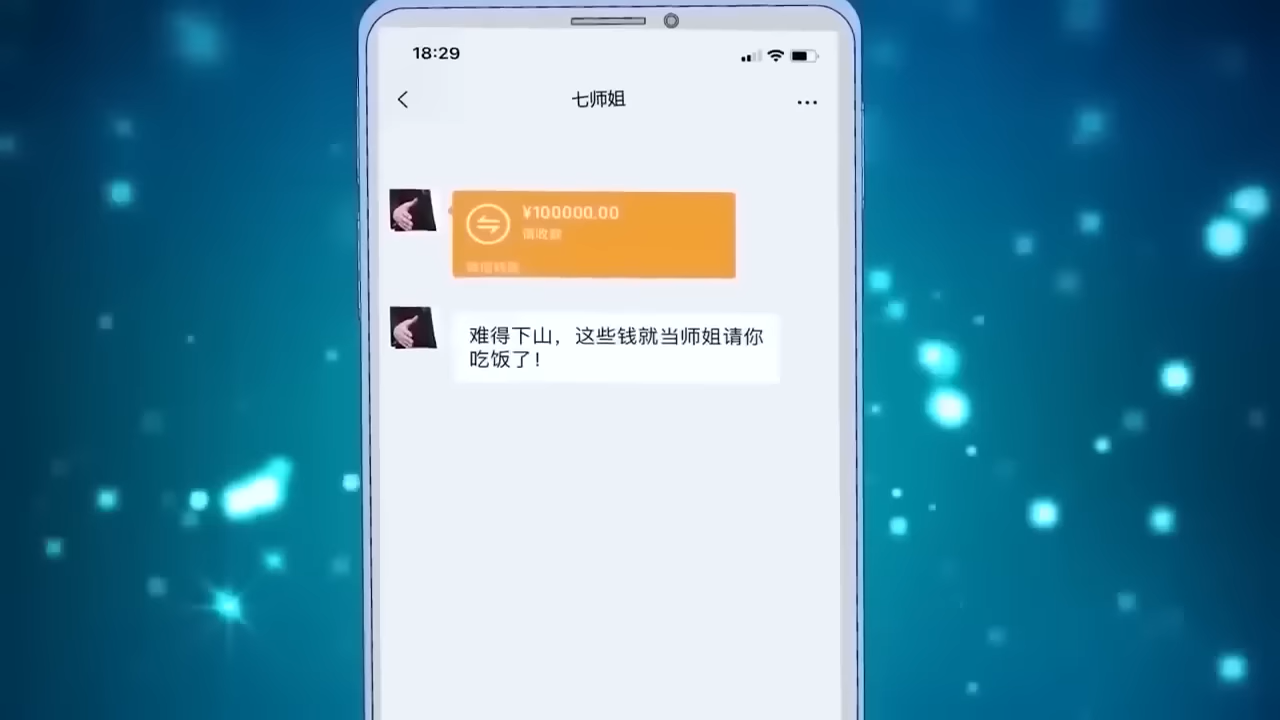 18:29
七师姐
¥100000.00
请收款
难得下山，这些钱就当师姐请你
吃饭了！